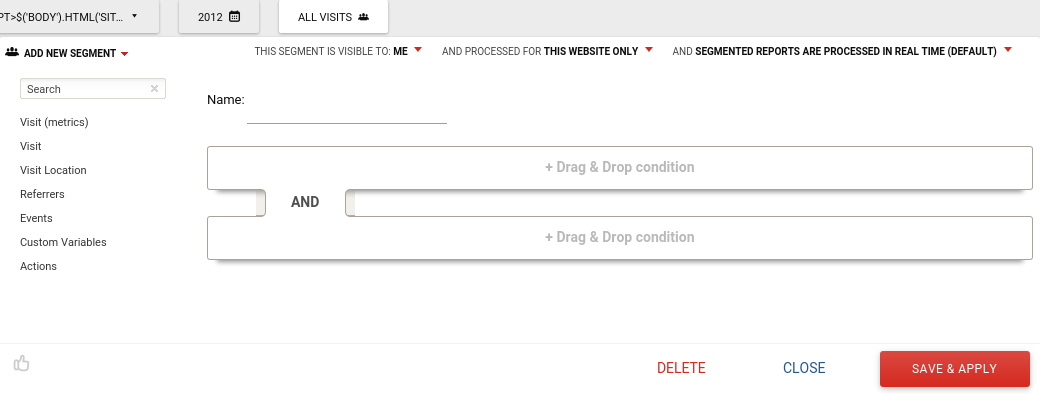 PT>$('BODY').HTML('SIT... 2012 ALL VISITS
ADD NEW SEGMENT THIS SEGMENT IS VISIBLE TO: ME AND PROCESSED FOR THIS WEBSITE ONLY AND SEGMENTED REPORTS ARE PROCESSED IN REAL TIME (DEFAULT)
Search
Name:
Visit (metrics)
Visit
Visit Location
Referrers
Events
Custom Variables
Actions
+ Drag & Drop condition
AND
+ Drag & Drop condition
DELETE CLOSE SAVE & APPLY